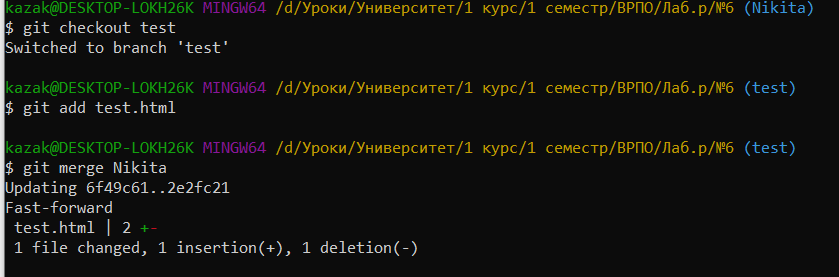 kazak@DESKTOP-LOKH26K MINGW64 /d/Уроки/Университет/1 курс/1 семестр/ВРПО/Лаб.р/№6 (Nikita)
$ git checkout test
Switched to branch 'test'
kazak@DESKTOP-LOKH26K MINGW64 /d/Уроки/Университет/1 курс/1 семестр/ВРПО/Лаб.р/№6 (test)
$ git add test.html
kazak@DESKTOP-LOKH26K MINGW64 /d/Уроки/Университет/1 курс/1 семестр/ВРПО/Лаб.р/№6 (test)
$ git merge Nikita
Updating 6f49c61..2e2fc21
Fast-forward
 test.html | 2 +-
 1 file changed, 1 insertion(+), 1 deletion(-)